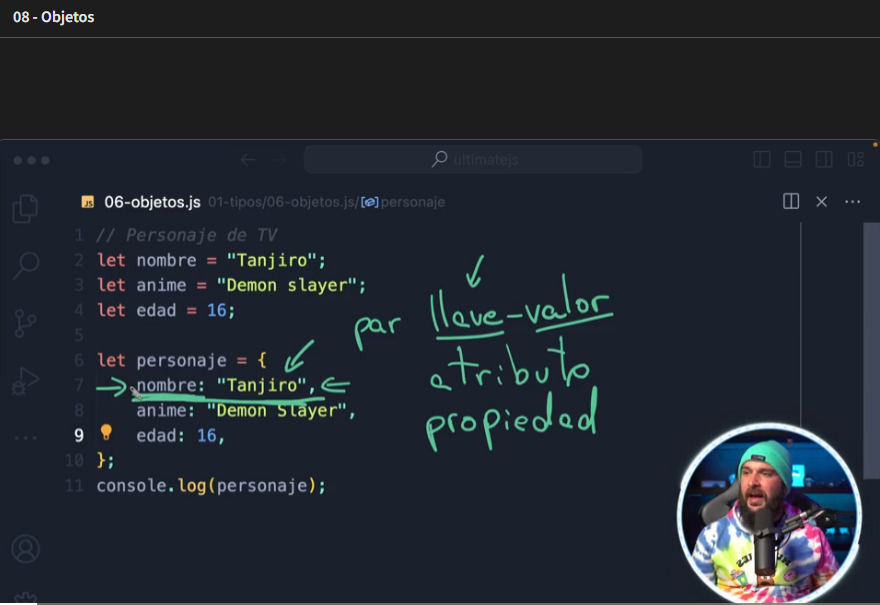 08 - Objetos
ultimatejs
06-objetos.js 01-tipos/06-objetos.js/personaje
1 // Personaje de TV
2 let nombre = "Tanjiro";
3 let anime = "Demon slayer";
4 let edad = 16;
5
6 let personaje = {
7 nombre: "Tanjiro",
8 anime: "Demon Slayer",
9 edad: 16,
10 };
11 console.log(personaje);
par llave-valor
atributo
propiedad